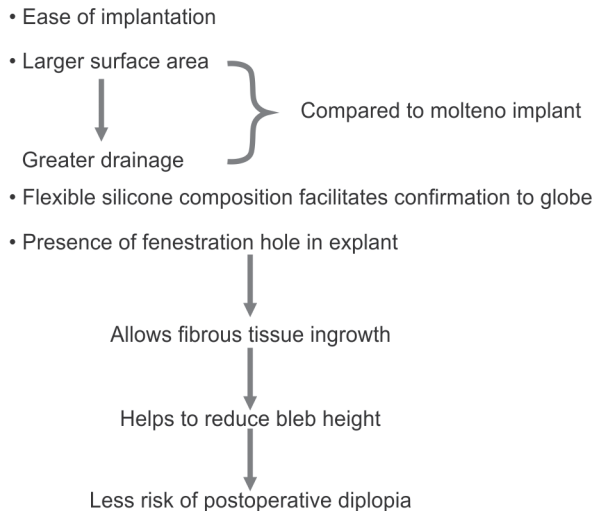 • Ease of implantation
• Larger surface area
Compared to molteno implant
Greater drainage
• Flexible silicone composition facilitates confirmation to globe
• Presence of fenestration hole in explant
Allows fibrous tissue ingrowth
Helps to reduce bleb height
Less risk of postoperative diplopia